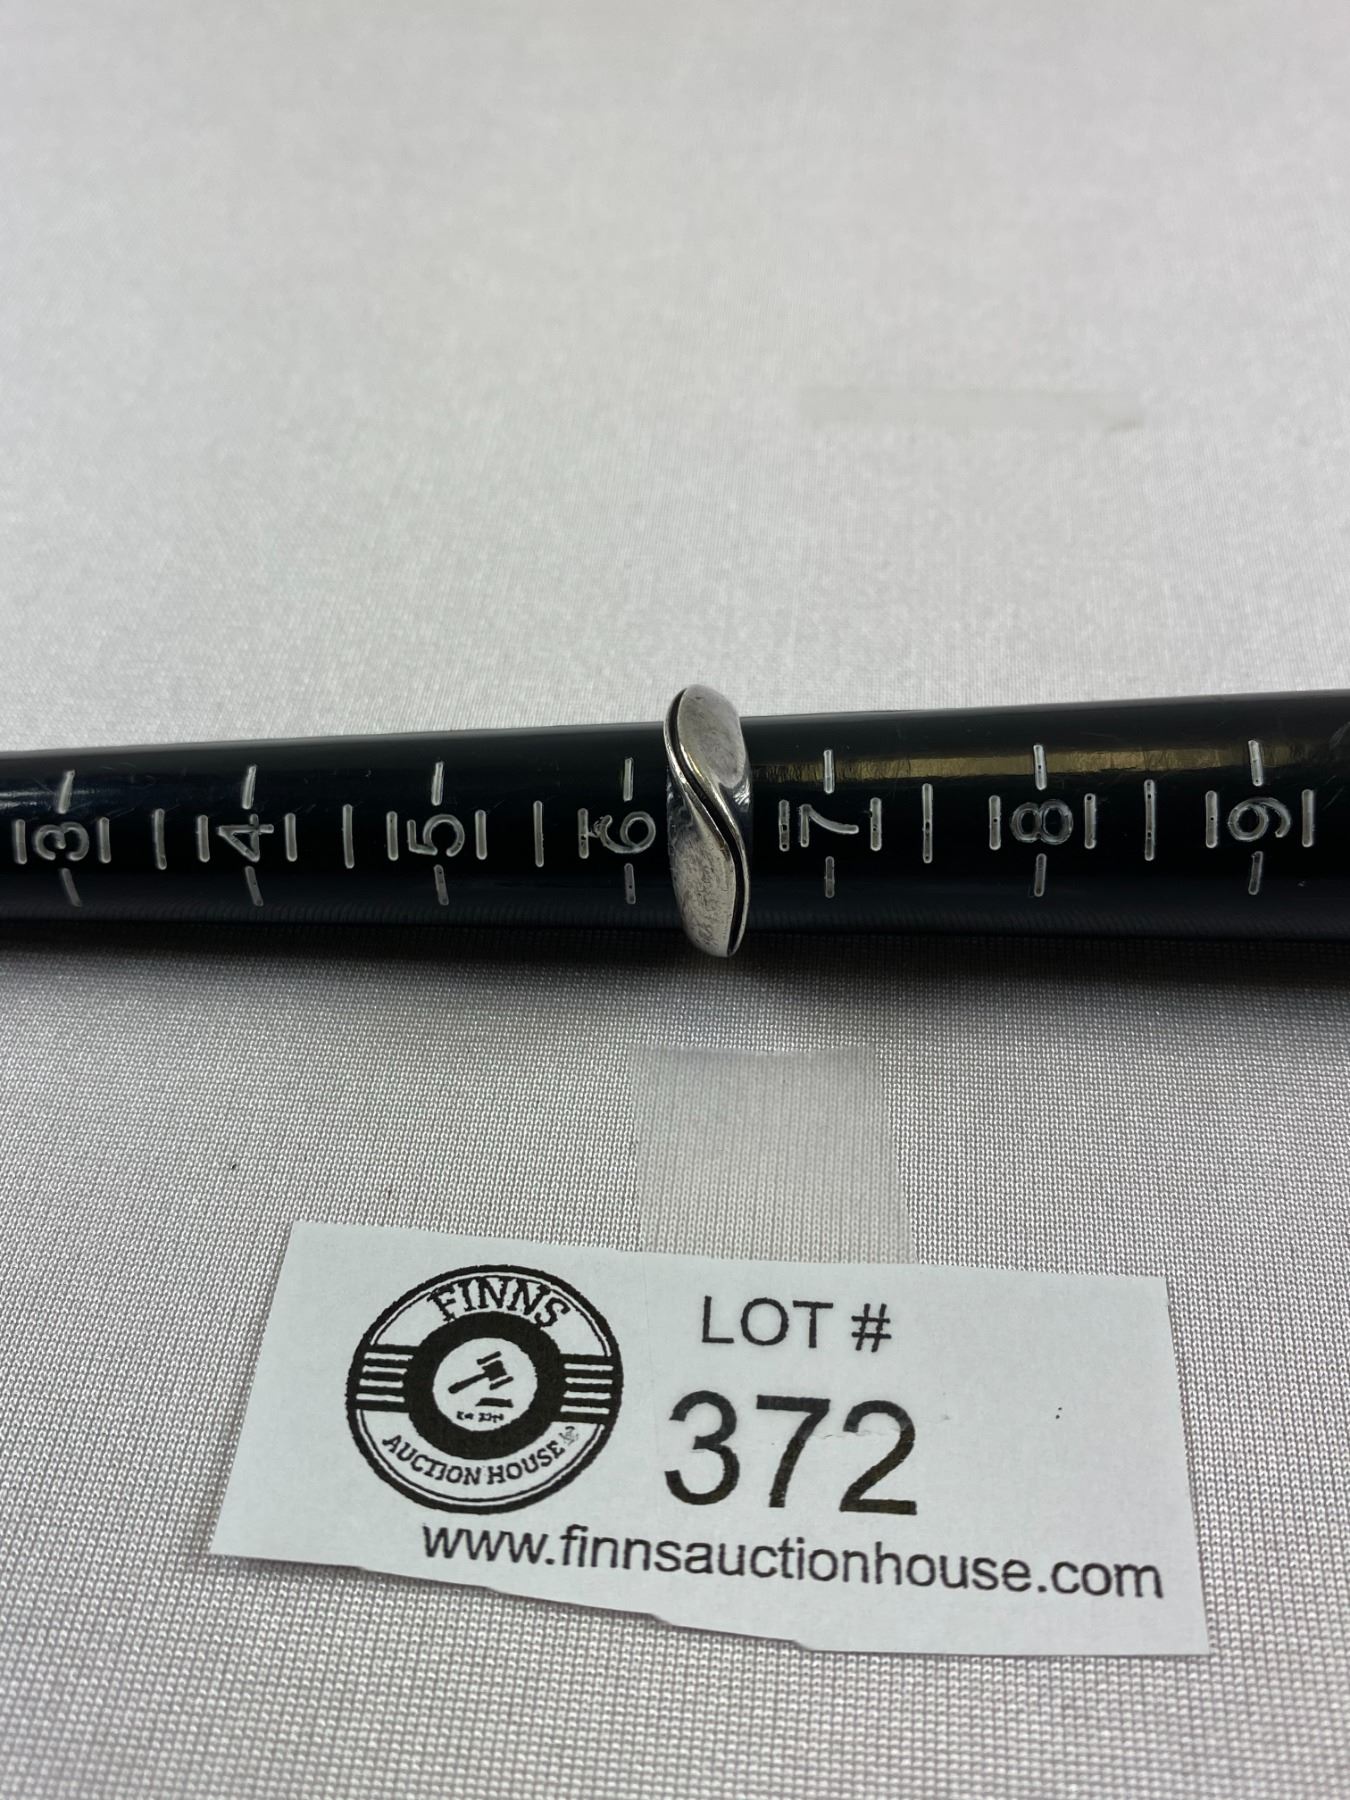 3 4 5 6 7 8 9
FINNS
AUCTION HOUSE
LOT #
372
www.finnsauctionhouse.com